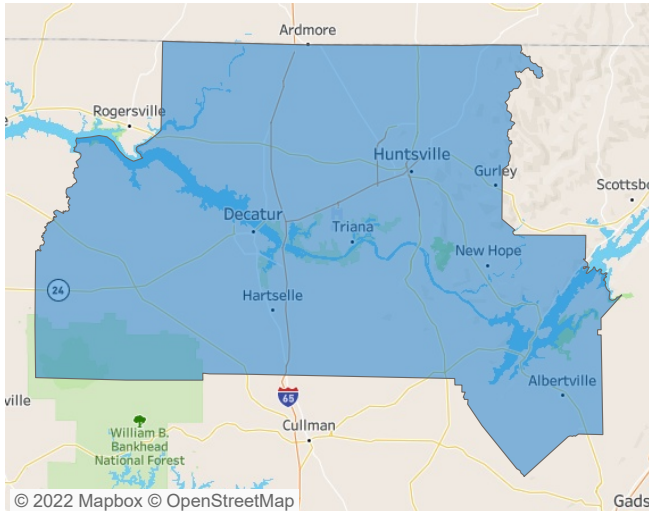 Ardmore
Rogersville
e
Huntsville
Gurley
Scottsbo
Decatur
Triana
New Hope
24
Hartselle
Albertville
65
ville
Cullman
William B.
Bankhead
National Forest
© 2022 Mapbox © OpenStreetMap
Gads